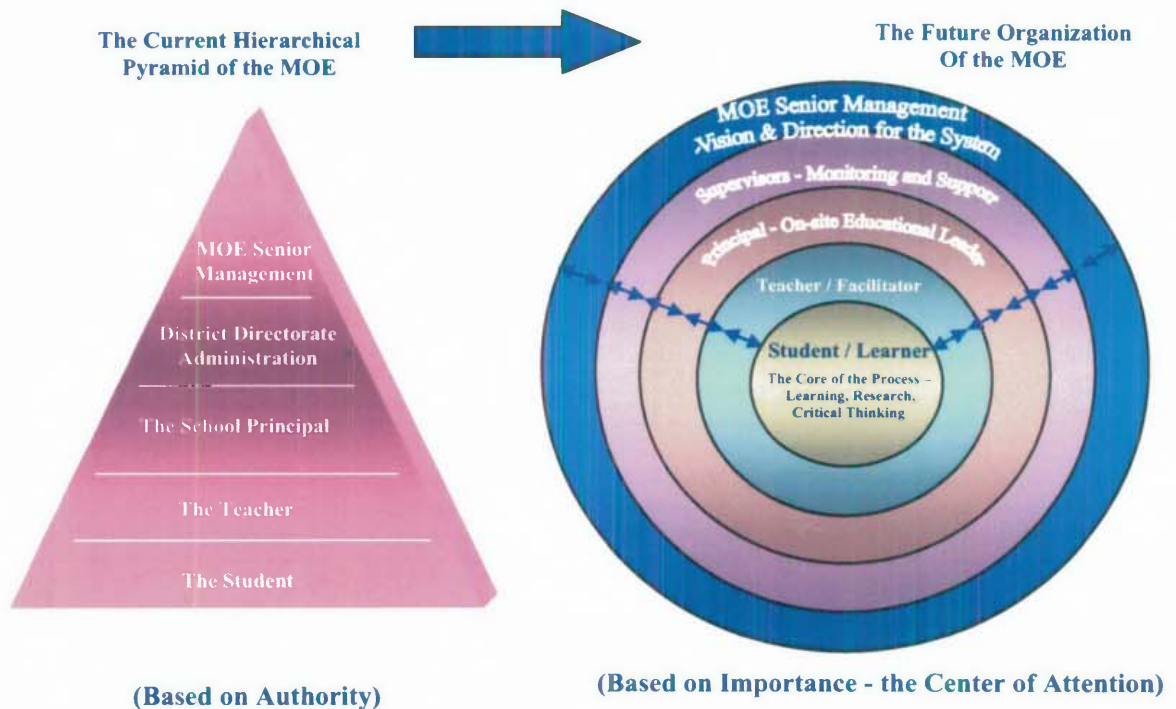 The Current Hierarchical
Pyramid of the MOE
The Future Organization
Of the MOE
MOE Senior
Management
District Directorate
Administration
The School Principal
The Teacher
The Student
(Based on Authority)
MOE Senior Management
-Vision & Direction for the System
Supervisors - Monitoring and Support
Principal - On-site Educational Leader
Teacher / Facilitator
Student / Learner
The Core of the Process –
Learning, Research,
Critical Thinking
(Based on Importance - the Center of Attention)